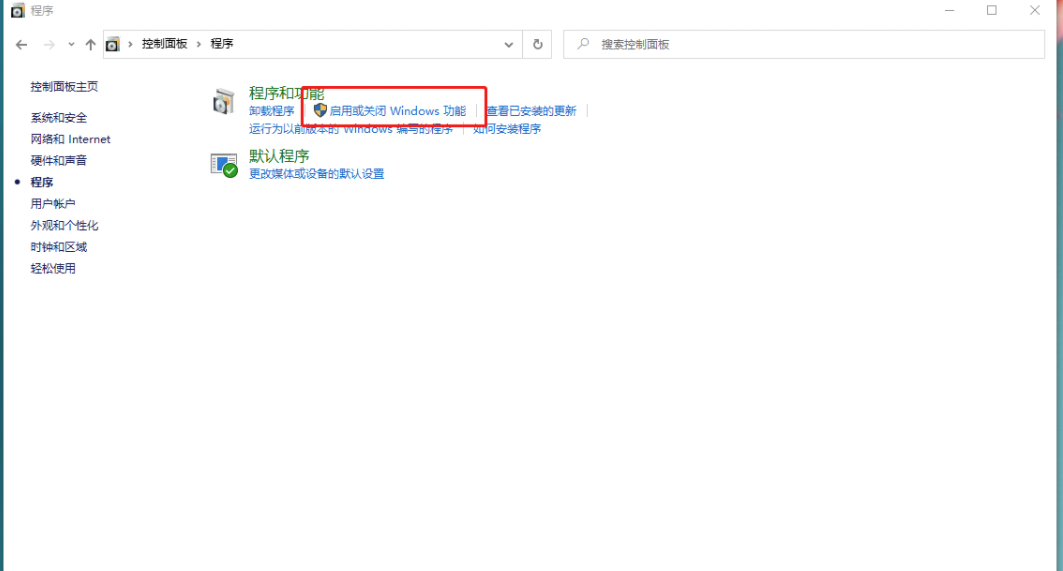 程序
控制面板 › 程序
搜索控制面板
控制面板主页
系统和安全
网络和 Internet
硬件和声音
程序
用户帐户
外观和个性化
时钟和区域
轻松使用
程序和功能
卸载程序 启用或关闭 Windows 功能 查看已安装的更新
运行为以前版本的 Windows 编写的程序 如何安装程序
默认程序
更改媒体或设备的默认设置